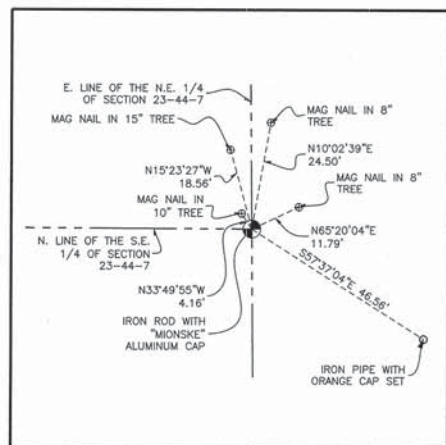 E. LINE OF THE N.E. 1/4
OF SECTION 23-44-7
MAG NAIL IN 15" TREE
MAG NAIL IN 8"
TREE
N15°23'27"W
18.56'
N10°02'39"E
24.50'
MAG NAIL IN 8"
TREE
MAG NAIL IN
10" TREE
N65°20'04"E
11.79'
N. LINE OF THE S.E.
1/4 OF SECTION
23-44-7
S57°37'04"E 46.56'
N33°49'55"W
4.16'
IRON ROD WITH
"MIONSKE"
ALUMINUM CAP
IRON PIPE WITH
ORANGE CAP SET